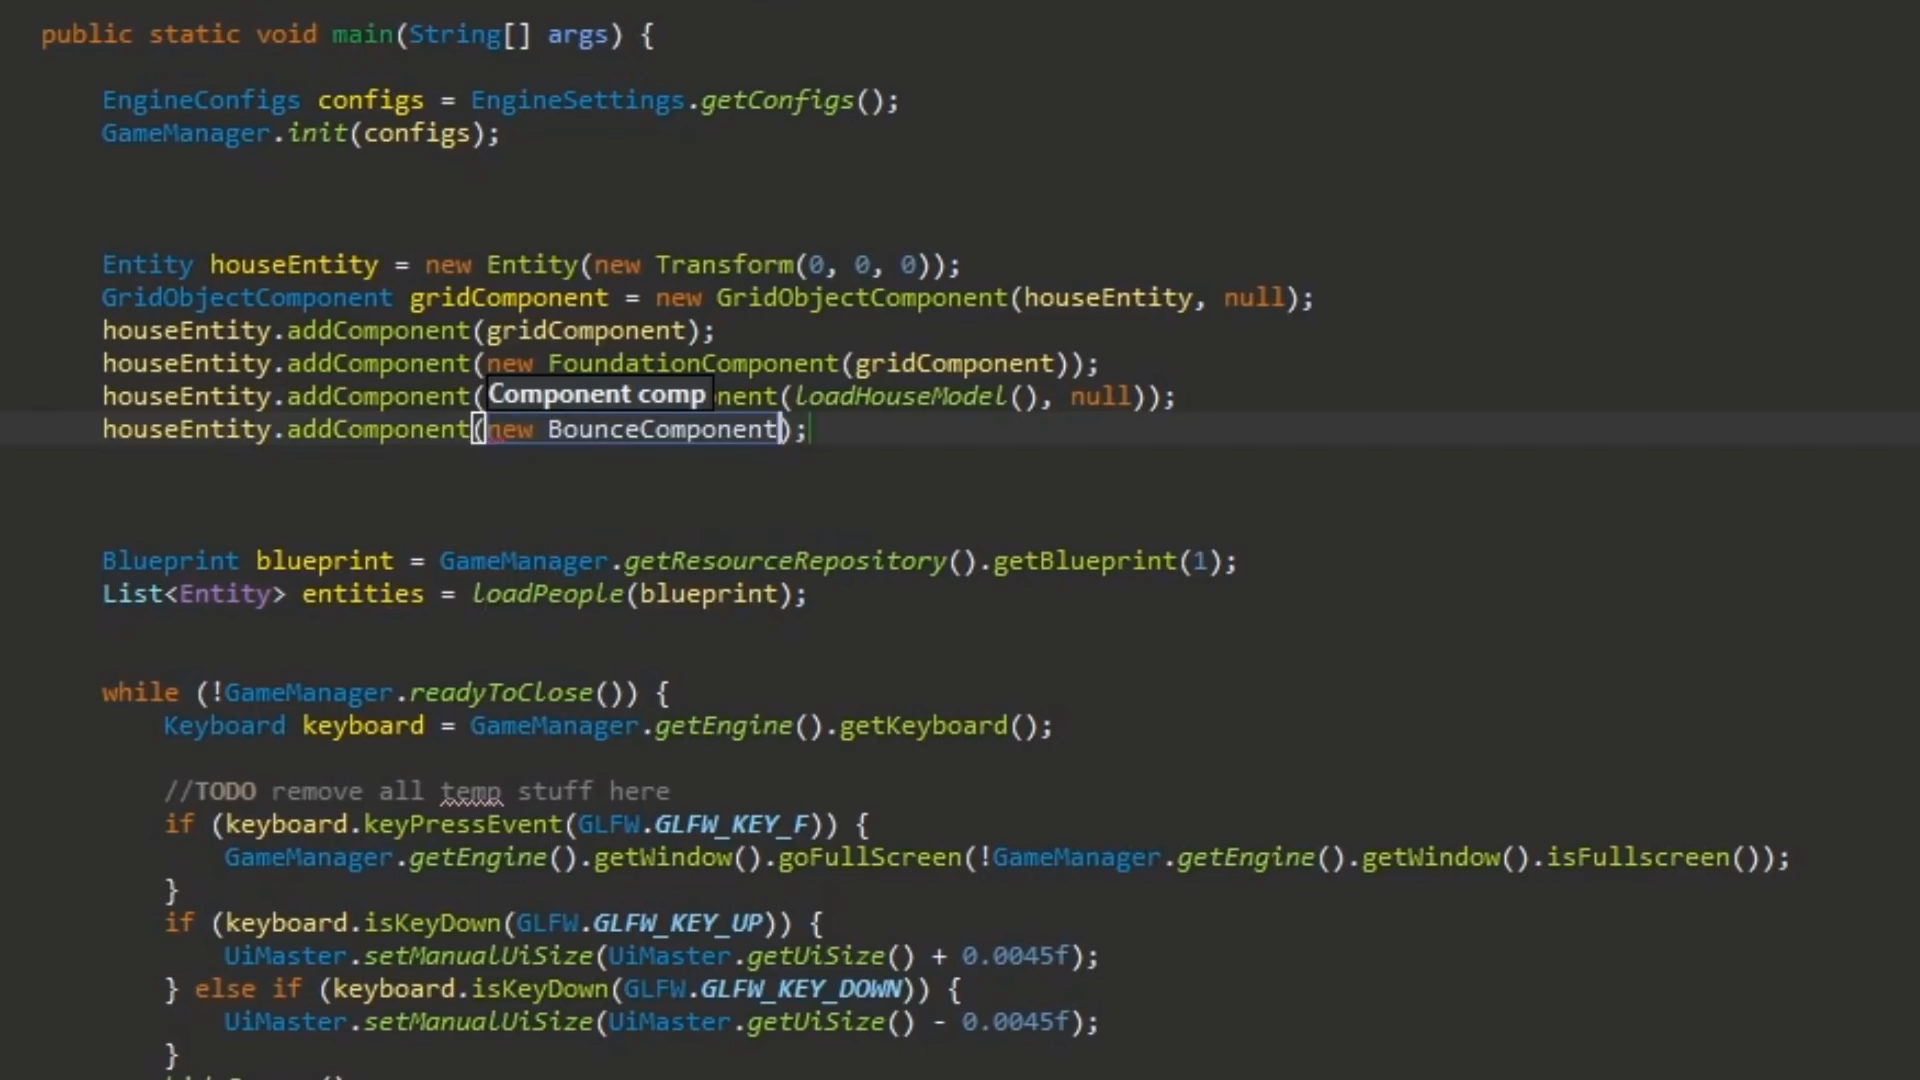 public static void main(String[] args) {
EngineConfigs configs = EngineSettings.getConfigs();
GameManager.init(configs);
Entity houseEntity = new Entity(new Transform(0, 0, 0));
GridObjectComponent gridComponent = new GridObjectComponent(houseEntity, null);
houseEntity.addComponent(gridComponent);
houseEntity.addComponent(new FoundationComponent(gridComponent));
houseEntity.addComponent(Component comp nent(loadHouseModel(), null));
houseEntity.addComponent(new BounceComponent);
Blueprint blueprint = GameManager.getResourceRepository().getBlueprint(1);
List<Entity> entities = loadPeople(blueprint);
while (!GameManager.readyToClose()) {
Keyboard keyboard = GameManager.getEngine().getKeyboard();
//TODO remove all temp stuff here
if (keyboard.keyPressEvent(GLFW.GLFW_KEY_F)) {
GameManager.getEngine().getWindow().goFullScreen(!GameManager.getEngine().getWindow().isFullscreen());
}
if (keyboard.isKeyDown(GLFW.GLFW_KEY_UP)) {
UiMaster.setManualUiSize(UiMaster.getUiSize() + 0.0045f);
} else if (keyboard.isKeyDown(GLFW.GLFW_KEY_DOWN)) {
UiMaster.setManualUiSize(UiMaster.getUiSize() - 0.0045f);
}